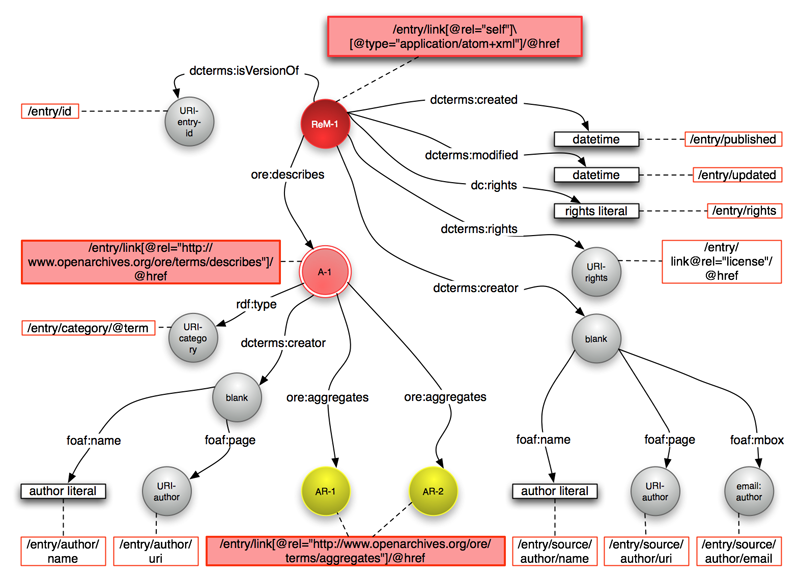 /entry/link[@rel="self"]\
[@type="application/atom+xml"]/@href
dcterms:isVersionOf
/entry/id
URI-
entry-
id
ReM-1
dcterms:created
datetime
/entry/published
dcterms:modified
datetime
/entry/updated
ore:describes
dc:rights
rights literal
/entry/rights
dcterms:rights
/entry/link[@rel="http://
www.openarchives.org/ore/terms/describes"]/
@href
A-1
URI-
rights
/entry/
link@rel="license"/
@href
dcterms:creator
rdf:type
/entry/category/@term
URI-
catego
ry
dcterms:creator
blank
blank
ore:aggregates
ore:aggregates
foaf:name
foaf:page
foaf:name
foaf:page
foaf:mbox
author literal
URI-
author
AR-1
AR-2
author literal
URI-
author
email:
author
/entry/author/
name
/entry/author/
uri
/entry/link[@rel="http://www.openarchives.org/ore/
terms/aggregates"]/@href
/entry/source/
author/name
/entry/source/
author/uri
/entry/source/
author/email